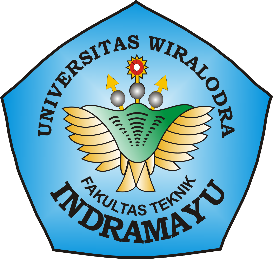 UNIVERSITAS WIRALODRA
FAKULTAS TEKNIK
INDRAMAYU